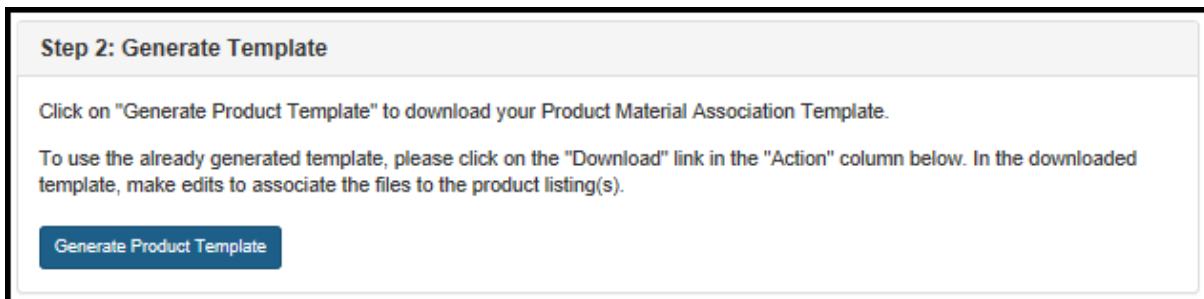 Step 2: Generate Template
Click on "Generate Product Template" to download your Product Material Association Template.
To use the already generated template, please click on the "Download" link in the "Action" column below. In the downloaded
template, make edits to associate the files to the product listing(s).
Generate Product Template